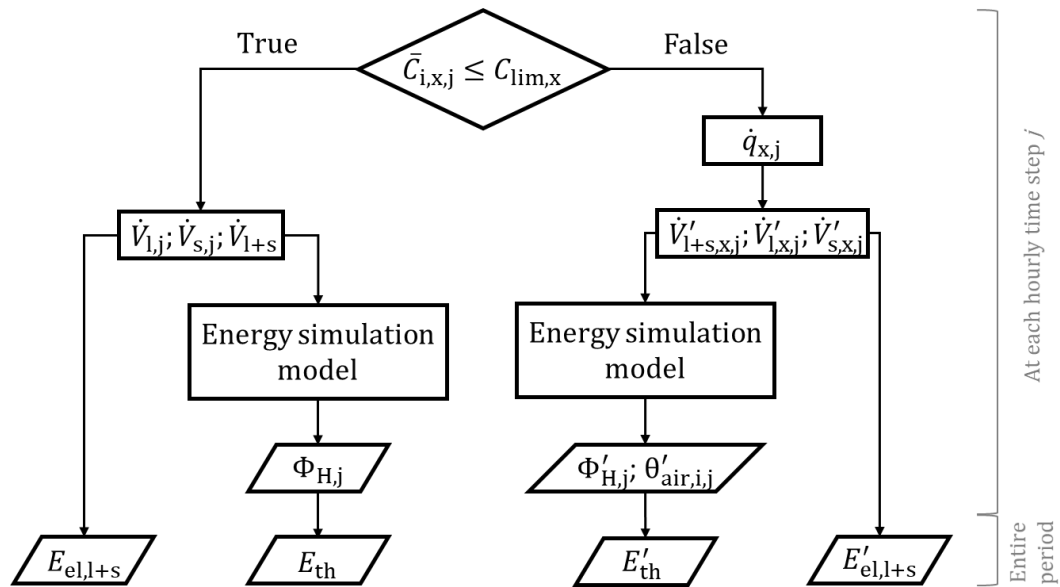 True
False
C̄i,x,j ≤ Clim,x
q̇x,j
V̇l,j; V̇s,j; V̇l+s
V̇′l+s,x,j; V̇′l,x,j; V̇′s,x,j
Energy simulation
model
Energy simulation
model
ΦH,j
Φ′H,j; θ′air,i,j
Eel,l+s
Eth
E′th
E′el,l+s
At each hourly time step j
Entire
period